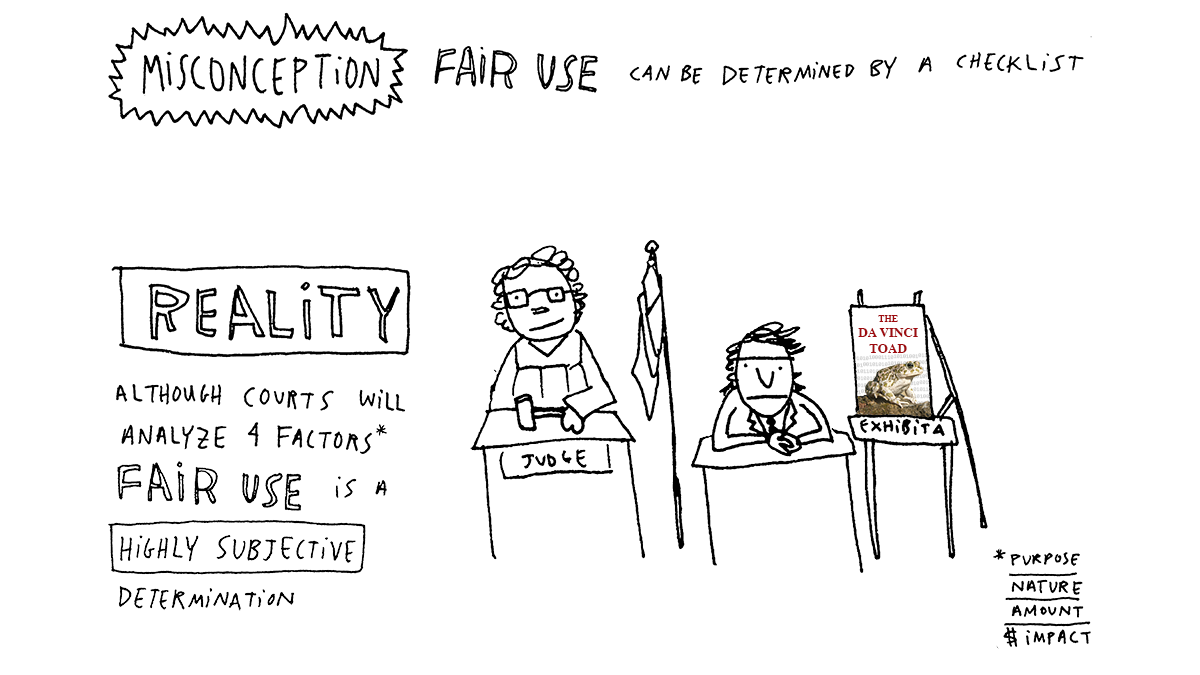 MISCONCEPTION FAIR USE CAN BE DETERMINED BY A CHECKLIST
REALITY
ALTHOUGH COURTS WILL
ANALYZE 4 FACTORS*
FAIR USE IS A
HIGHLY SUBJECTIVE
DETERMINATION
JUDGE
THE
DA VINCI
TOAD
EXHIBIT A
*PURPOSE
NATURE
AMOUNT
$ IMPACT